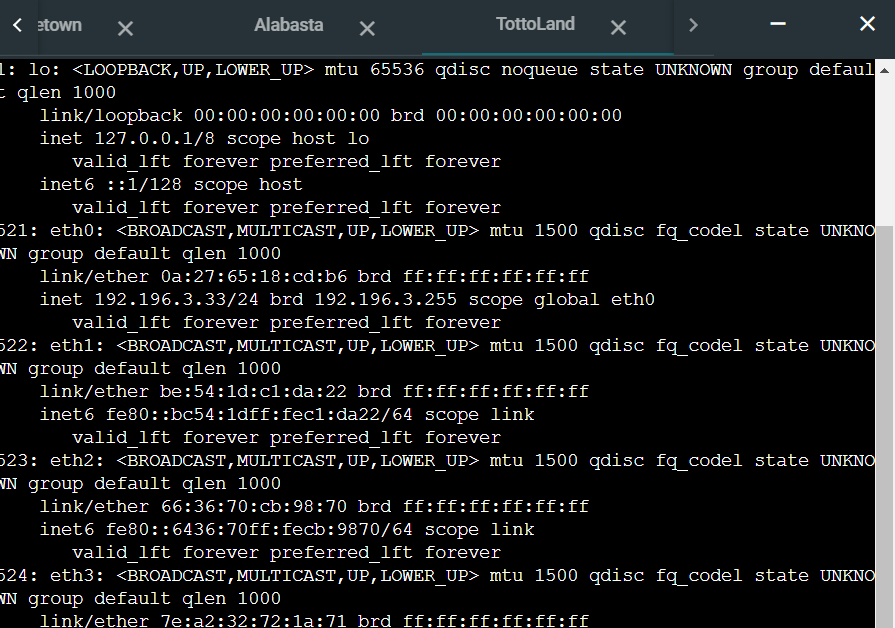 etown
Alabasta
TottoLand
1: lo: <LOOPBACK,UP,LOWER_UP> mtu 65536 qdisc noqueue state UNKNOWN group defaul
t qlen 1000
link/loopback 00:00:00:00:00:00 brd 00:00:00:00:00:00
inet 127.0.0.1/8 scope host lo
valid_lft forever preferred_lft forever
inet6 ::1/128 scope host
valid_lft forever preferred_lft forever
521: eth0: <BROADCAST,MULTICAST,UP,LOWER_UP> mtu 1500 qdisc fq_codel state UNKNO
WN group default qlen 1000
link/ether 0a:27:65:18:cd:b6 brd ff:ff:ff:ff:ff:ff
inet 192.196.3.33/24 brd 192.196.3.255 scope global eth0
valid_lft forever preferred_lft forever
522: eth1: <BROADCAST,MULTICAST,UP,LOWER_UP> mtu 1500 qdisc fq_codel state UNKNO
WN group default qlen 1000
link/ether be:54:1d:c1:da:22 brd ff:ff:ff:ff:ff:ff
inet6 fe80::bc54:1dff:fec1:da22/64 scope link
valid_lft forever preferred_lft forever
523: eth2: <BROADCAST,MULTICAST,UP,LOWER_UP> mtu 1500 qdisc fq_codel state UNKNO
WN group default qlen 1000
link/ether 66:36:70:cb:98:70 brd ff:ff:ff:ff:ff:ff
inet6 fe80::6436:70ff:fecb:9870/64 scope link
valid_lft forever preferred_lft forever
524: eth3: <BROADCAST,MULTICAST,UP,LOWER_UP> mtu 1500 qdisc fq_codel state UNKNO
WN group default qlen 1000
link/ether 7e:a2:32:72:1a:71 brd ff:ff:ff:ff:ff:ff